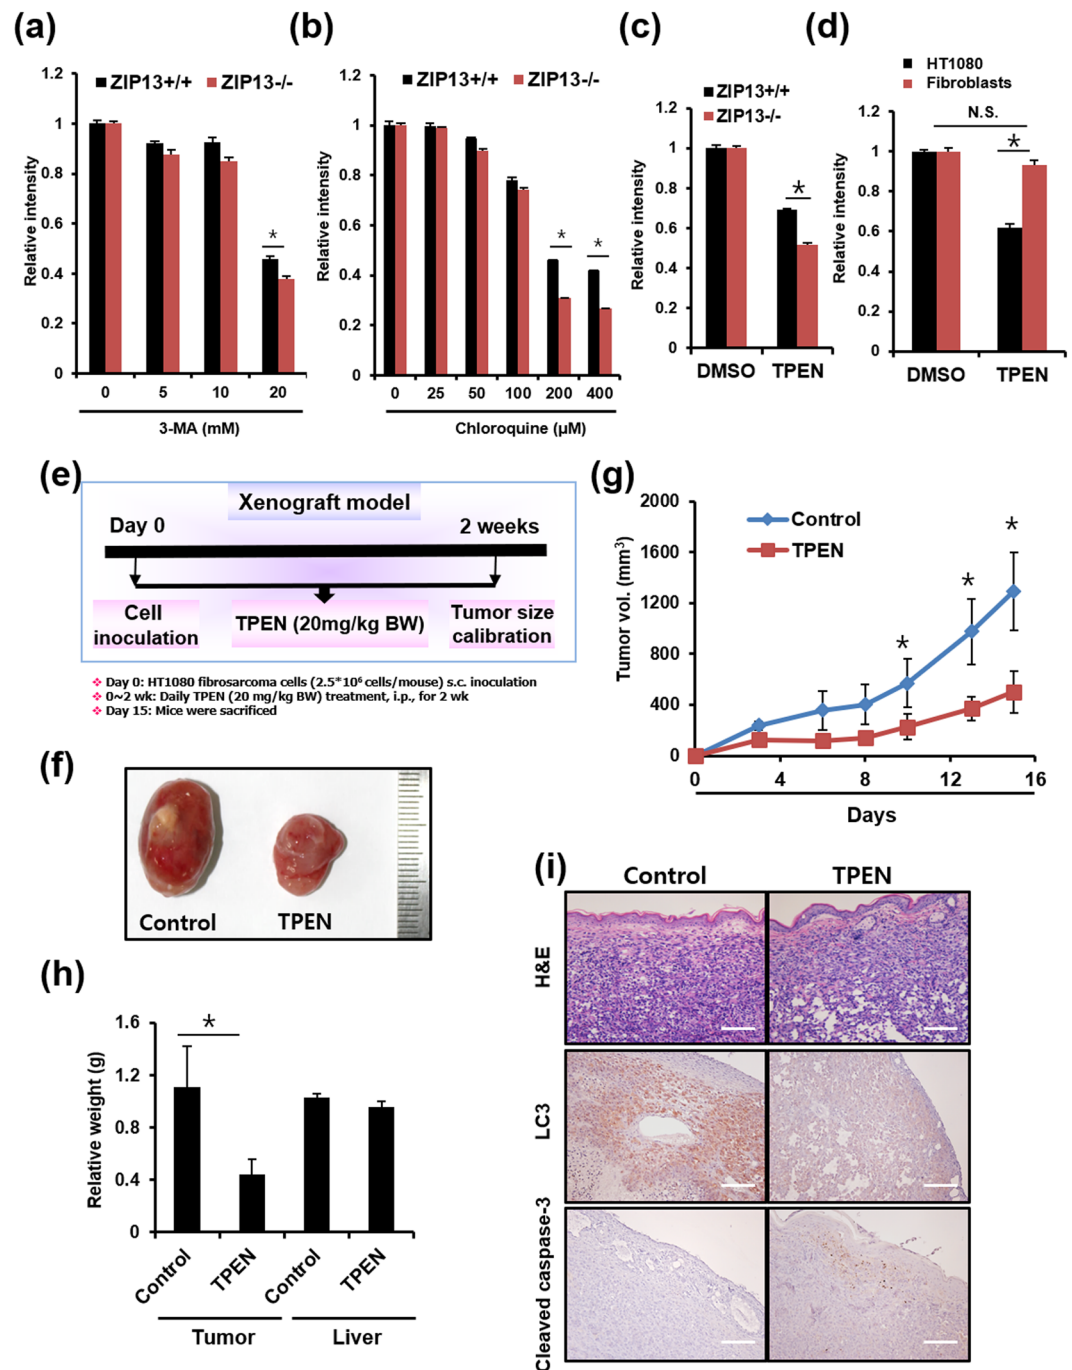 (a)
ZIP13+/+ ZIP13-/-
Relative intensity
1.2
1
0.8
0.6
0.4
0.2
0
*
0 5 10 20
3-MA (mM)
(b)
ZIP13+/+ ZIP13-/-
Relative intensity
1.2
1
0.8
0.6
0.4
0.2
0
* *
0 25 50 100 200 400
Chloroquine (µM)
(c)
ZIP13+/+
ZIP13-/-
Relative intensity
1.2
1
0.8
0.6
0.4
0.2
0
*
DMSO TPEN
(d)
HT1080
Fibroblasts
N.S.
Relative intensity
1.2
1
0.8
0.6
0.4
0.2
0
*
DMSO TPEN
(e)
Xenograft model
Day 0 2 weeks
Cell
inoculation
TPEN (20mg/kg BW)
Tumor size
calibration
❖ Day 0: HT1080 fibrosarcoma cells (2.5*10⁶ cells/mouse) s.c. inoculation
❖ 0~2 wk: Daily TPEN (20 mg/kg BW) treatment, i.p., for 2 wk
❖ Day 15: Mice were sacrificed
(f)
Control TPEN
(g)
Control
TPEN
Tumor vol. (mm³)
2000
1600
1200
800
400
0
* * *
0 4 8 12 16
Days
(h)
Relative weight (g)
1.6
1.2
0.8
0.4
0
*
Control TPEN Control TPEN
Tumor Liver
(i)
Control TPEN
H&E
LC3
Cleaved caspase-3